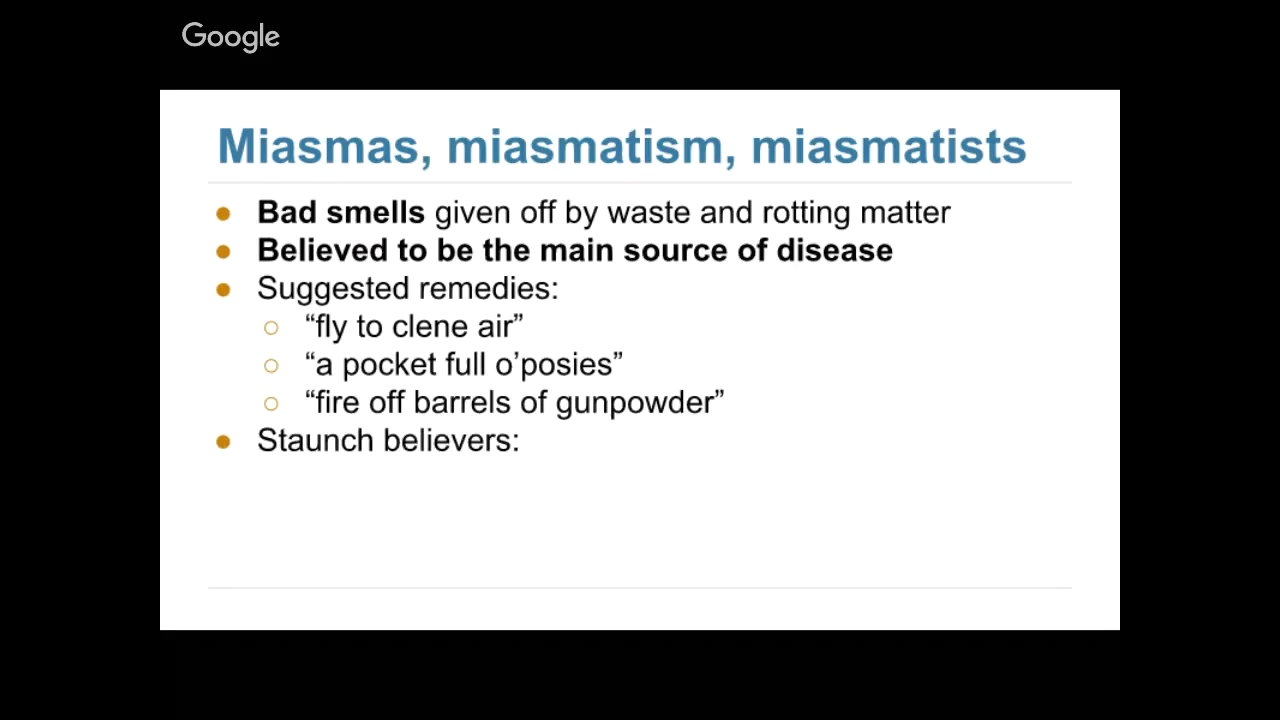 Google
Miasmas, miasmatism, miasmatists
● Bad smells given off by waste and rotting matter
● Believed to be the main source of disease
● Suggested remedies:
○ “fly to clene air”
○ “a pocket full o’posies”
○ “fire off barrels of gunpowder”
● Staunch believers: